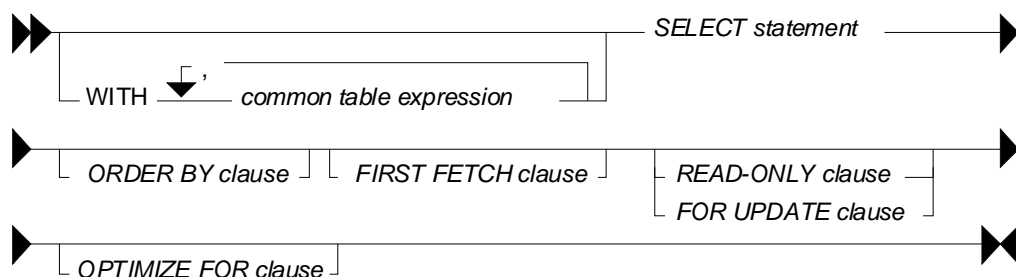 SELECT statement
,
WITH common table expression
ORDER BY clause FIRST FETCH clause READ-ONLY clause
FOR UPDATE clause
OPTIMIZE FOR clause